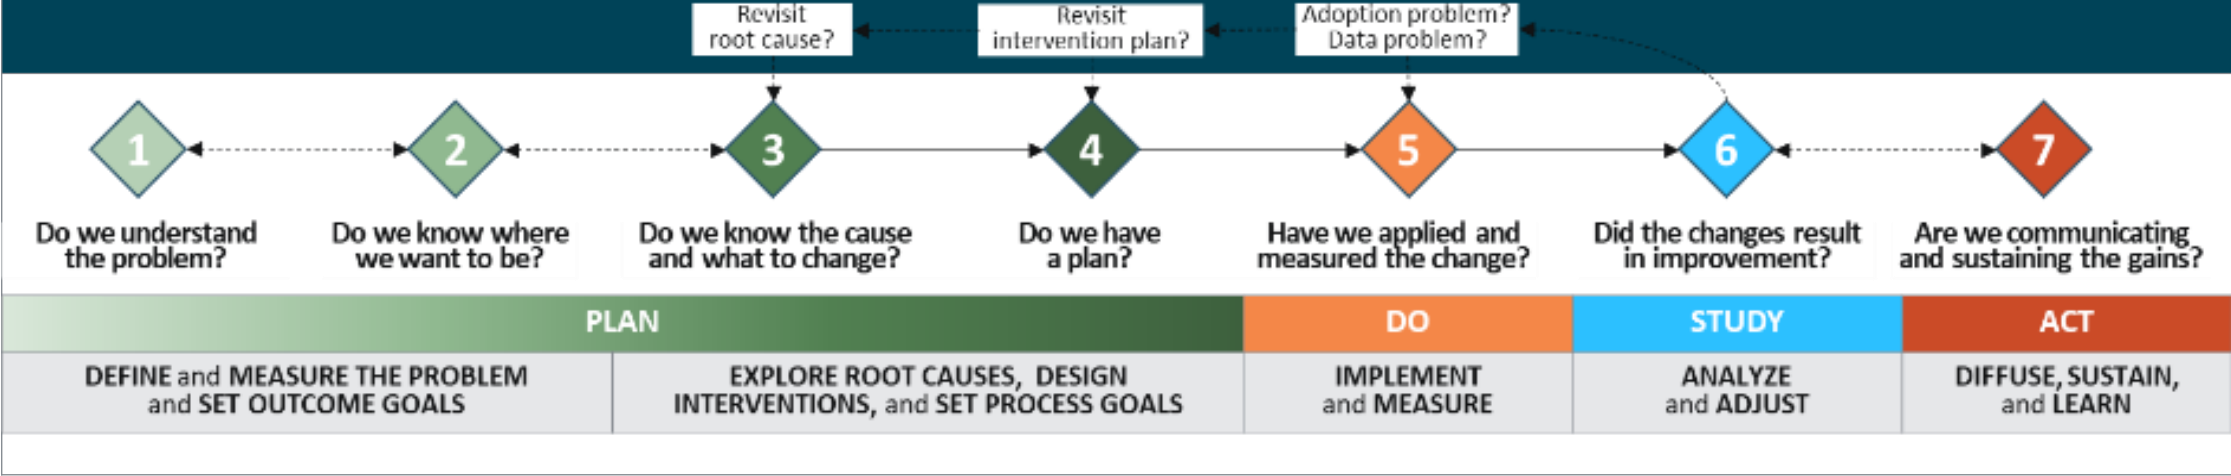 Revisit
root cause?
Revisit
intervention plan?
Adoption problem?
Data problem?
1
2
3
4
5
6
7
Do we understand
the problem?
Do we know where
we want to be?
Do we know the cause
and what to change?
Do we have
a plan?
Have we applied and
measured the change?
Did the changes result
in improvement?
Are we communicating
and sustaining the gains?
PLAN
DO
STUDY
ACT
DEFINE and MEASURE THE PROBLEM
and SET OUTCOME GOALS
EXPLORE ROOT CAUSES, DESIGN
INTERVENTIONS, and SET PROCESS GOALS
IMPLEMENT
and MEASURE
ANALYZE
and ADJUST
DIFFUSE, SUSTAIN,
and LEARN